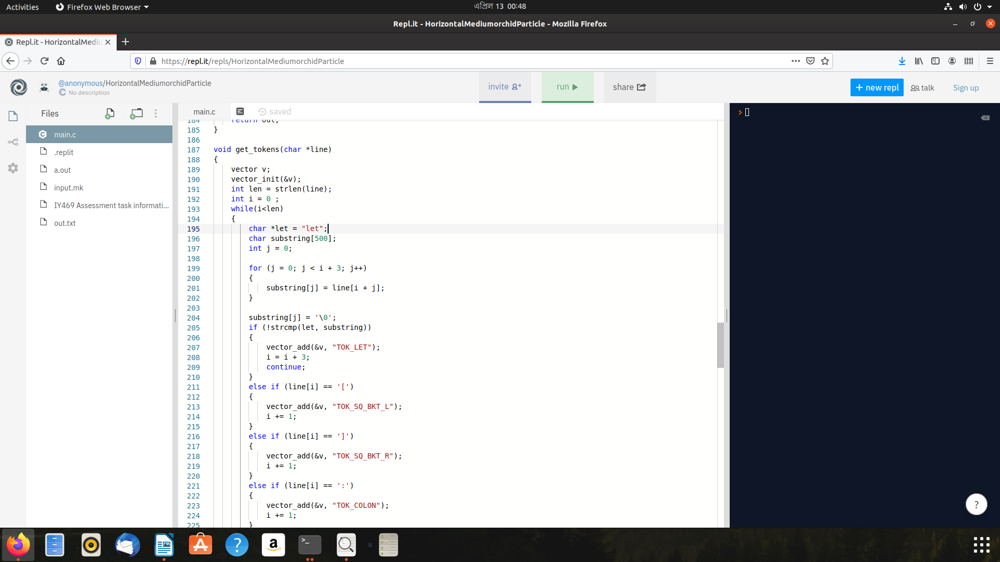 Activities
Firefox Web Browser
এপ্রিল 13 00:48
Repl.it - HorizontalMediumorchidParticle - Mozilla Firefox
Repl.it - HorizontalMediu
https://repl.it/repls/HorizontalMediumorchidParticle
@anonymous/HorizontalMediumorchidParticle
No description
invite
run
share
+ new repl
talk
Sign up
Files
main.c
.replit
a.out
input.mk
IY469 Assessment task informati...
out.txt
main.c
saved
184 return out;
185 }
186
187 void get_tokens(char *line)
188 {
189 vector v;
190 vector_init(&v);
191 int len = strlen(line);
192 int i = 0 ;
193 while(i<len)
194 {
195 char *let = "let";
196 char substring[500];
197 int j = 0;
198
199 for (j = 0; j < i + 3; j++)
200 {
201 substring[j] = line[i + j];
202 }
203
204 substring[j] = '\0';
205 if (!strcmp(let, substring))
206 {
207 vector_add(&v, "TOK_LET");
208 i = i + 3;
209 continue;
210 }
211 else if (line[i] == '[')
212 {
213 vector_add(&v, "TOK_SQ_BKT_L");
214 i += 1;
215 }
216 else if (line[i] == ']')
217 {
218 vector_add(&v, "TOK_SQ_BKT_R");
219 i += 1;
220 }
221 else if (line[i] == ':')
222 {
223 vector_add(&v, "TOK_COLON");
224 i += 1;
225 }
?